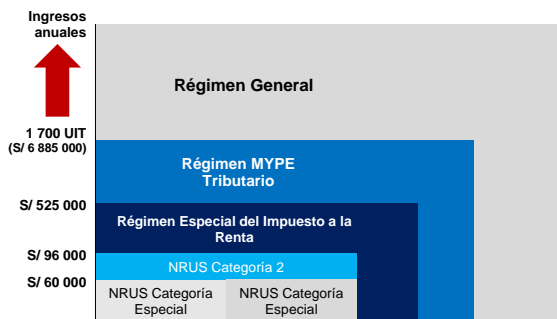 Ingresos
anuales
Régimen General
1 700 UIT
(S/ 6 885 000)
Régimen MYPE
Tributario
S/ 525 000
Régimen Especial del Impuesto a la
Renta
S/ 96 000
NRUS Categoría 2
S/ 60 000
NRUS Categoría
Especial
NRUS Categoría
Especial